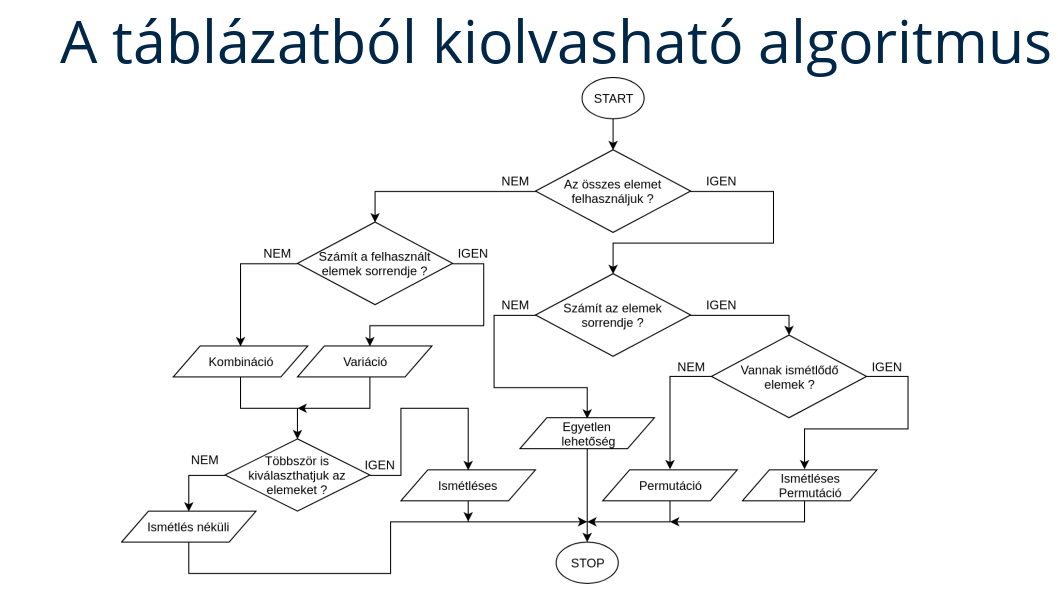 A táblázatból kiolvasható algoritmus
START
Az összes elemet
felhasználjuk ?
NEM
IGEN
Számít a felhasznált
elemek sorrendje ?
NEM
IGEN
Számít az elemek
sorrendje ?
NEM
IGEN
Kombináció
Variáció
Vannak ismétlődő
elemek ?
NEM
IGEN
Egyetlen
lehetőség
Többször is
kiválaszthatjuk az
elemeket ?
NEM
IGEN
Ismétléses
Permutáció
Ismétléses
Permutáció
Ismétlés néküli
STOP